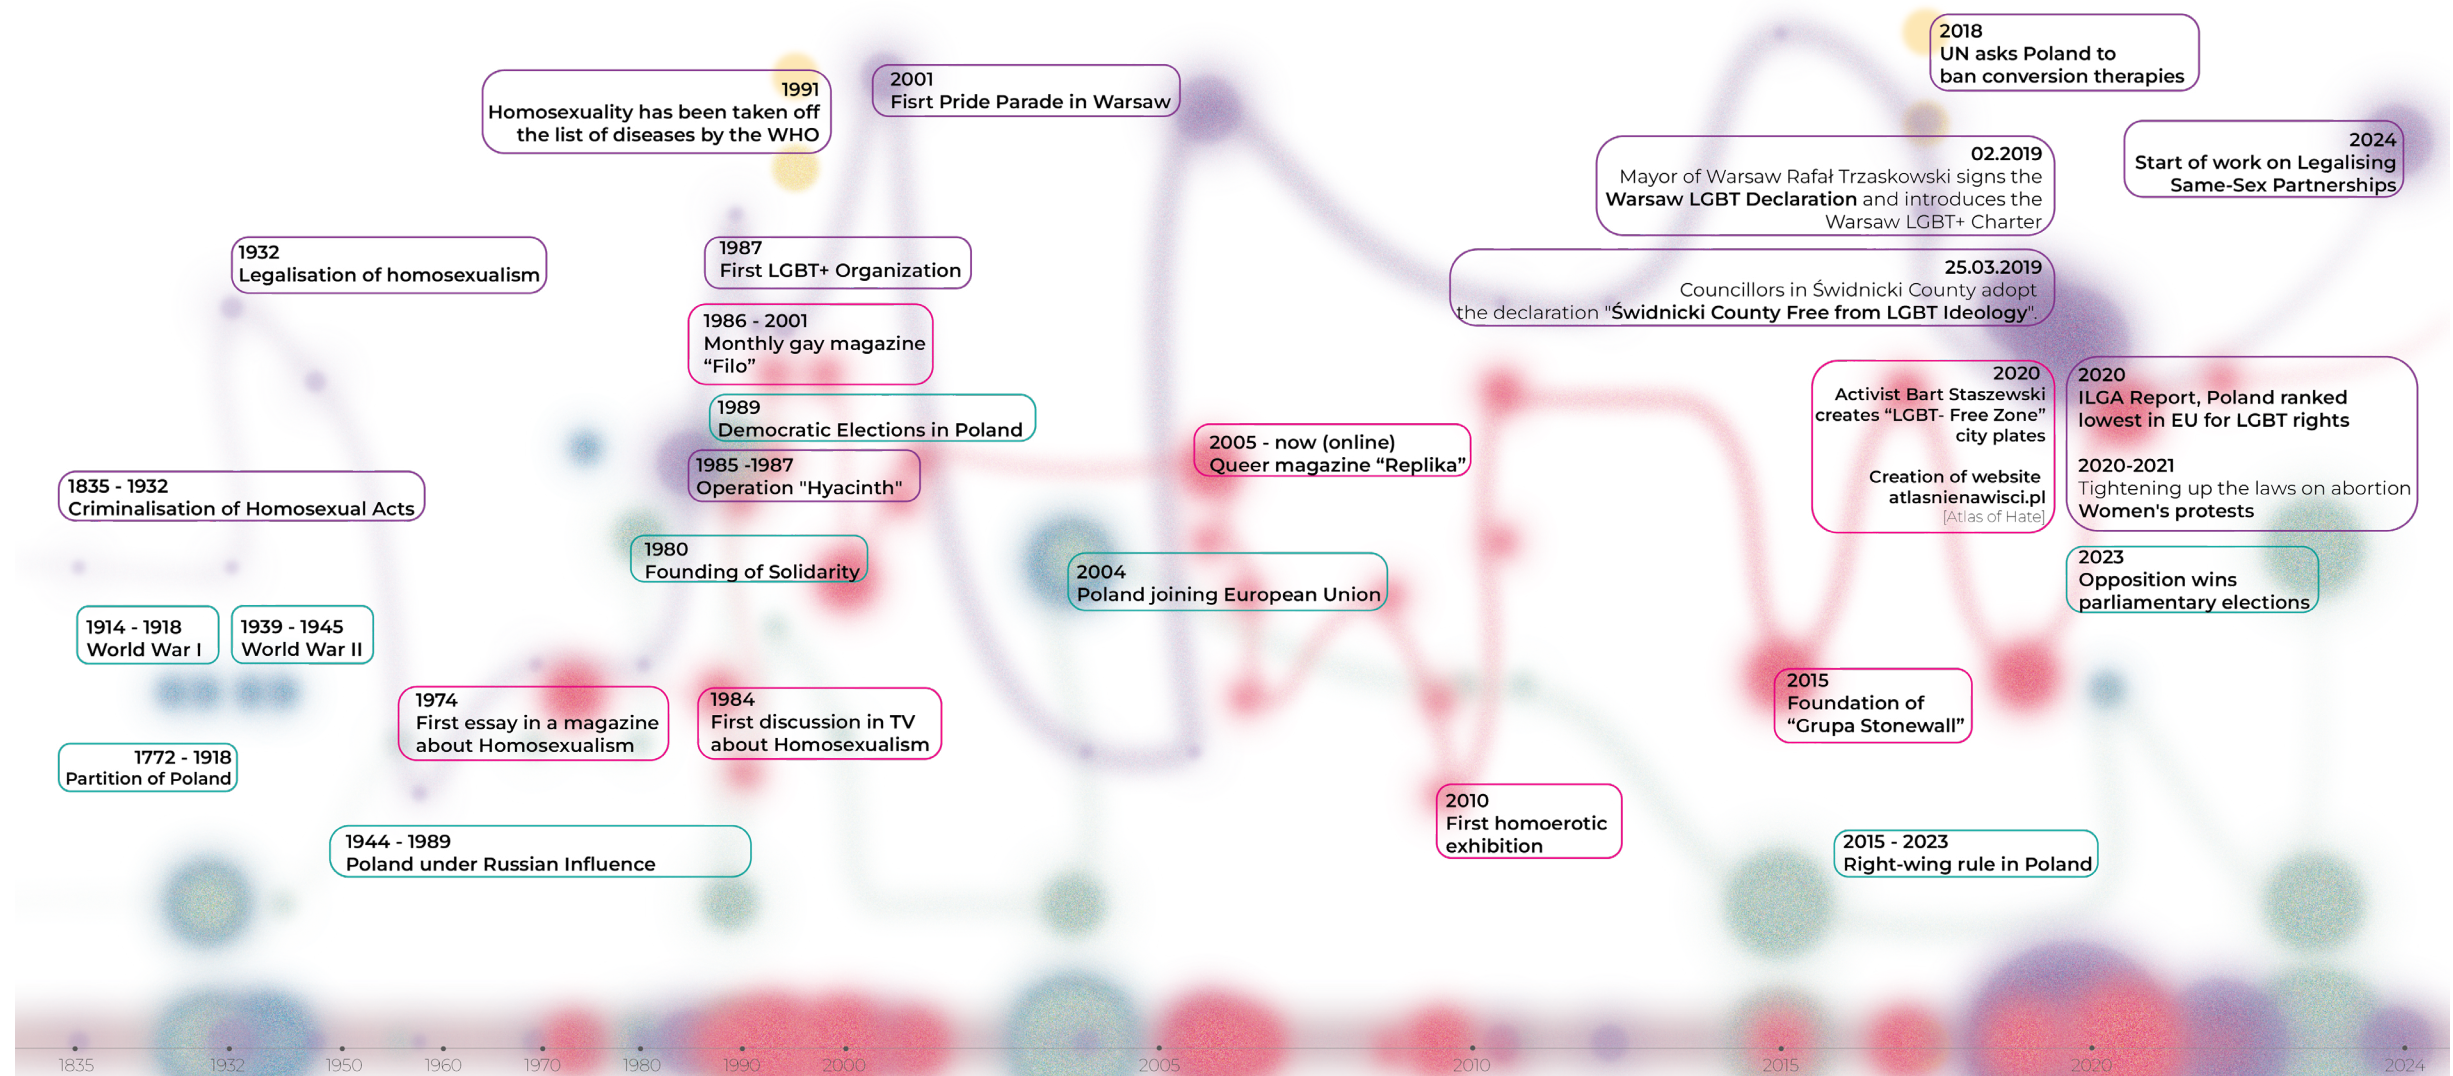 1991
Homosexuality has been taken off
the list of diseases by the WHO
2001
Fisrt Pride Parade in Warsaw
2018
UN asks Poland to
ban conversion therapies
2024
Start of work on Legalising
Same-Sex Partnerships
02.2019
Mayor of Warsaw Rafał Trzaskowski signs the
Warsaw LGBT Declaration and introduces the
Warsaw LGBT+ Charter
1932
Legalisation of homosexualism
1987
First LGBT+ Organization
25.03.2019
Councillors in Świdnicki County adopt
the declaration "Świdnicki County Free from LGBT Ideology".
1986 - 2001
Monthly gay magazine
“Filo”
1989
Democratic Elections in Poland
2020
Activist Bart Staszewski
creates “LGBT- Free Zone”
city plates
Creation of website
atlasnienawisci.pl
[Atlas of Hate]
2020
ILGA Report, Poland ranked
lowest in EU for LGBT rights
2020-2021
Tightening up the laws on abortion
Women's protests
1835 - 1932
Criminalisation of Homosexual Acts
1985 -1987
Operation "Hyacinth"
2005 - now (online)
Queer magazine “Replika”
1980
Founding of Solidarity
2004
Poland joining European Union
2023
Opposition wins
parliamentary elections
1914 - 1918
World War I
1939 - 1945
World War II
1974
First essay in a magazine
about Homosexualism
1984
First discussion in TV
about Homosexualism
2015
Foundation of
“Grupa Stonewall”
1772 - 1918
Partition of Poland
1944 - 1989
Poland under Russian Influence
2010
First homoerotic
exhibition
2015 - 2023
Right-wing rule in Poland
1835
1932
1950
1960
1970
1980
1990
2000
2005
2010
2015
2020
2024